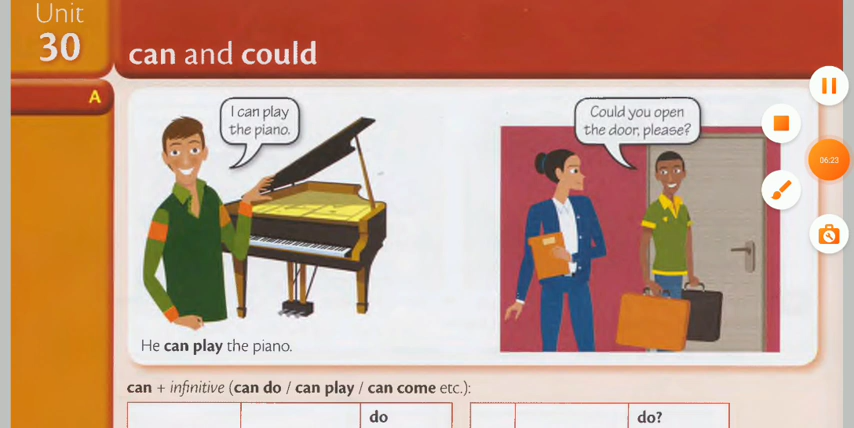 Unit
30
can and could
A
I can play
the piano.
Could you open
the door, please?
06:23
He can play the piano.
can + infinitive (can do / can play / can come etc.):
do
do?